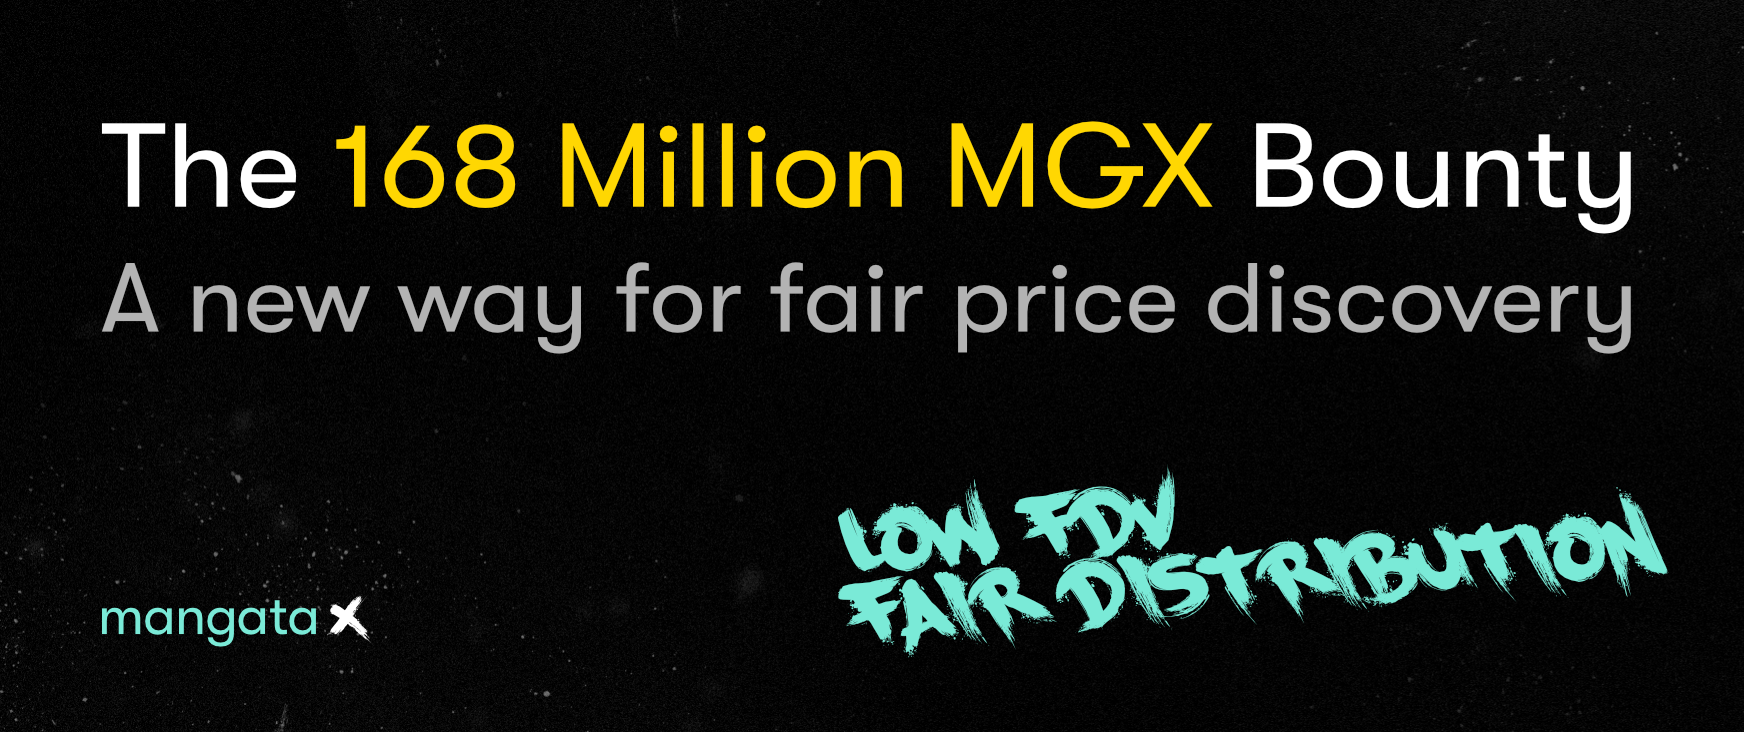 The 168 Million MGX Bounty
A new way for fair price discovery
LOW FDV
FAIR DISTRIBUTION
mangata X